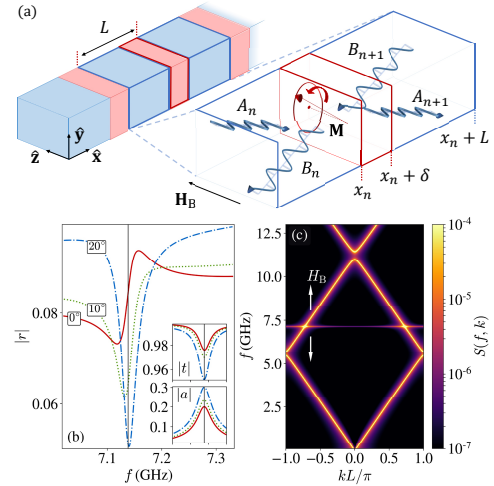 (a)
L
ŷ
ẑ
x̂
H_B
A_n
B_n
M
B_{n+1}
A_{n+1}
x_n
x_n + δ
x_n + L
20°
10°
0°
|r|
0.08
0.06
(b)
7.1
7.2
7.3
f (GHz)
0.98
0.96
|t|
0.3
0.2
0.1
|a|
(c)
H_B
f (GHz)
12.5
10.0
7.5
5.0
2.5
-1.0
-0.5
0.0
0.5
1.0
kL/π
10⁻⁴
10⁻⁵
10⁻⁶
10⁻⁷
S(f, k)